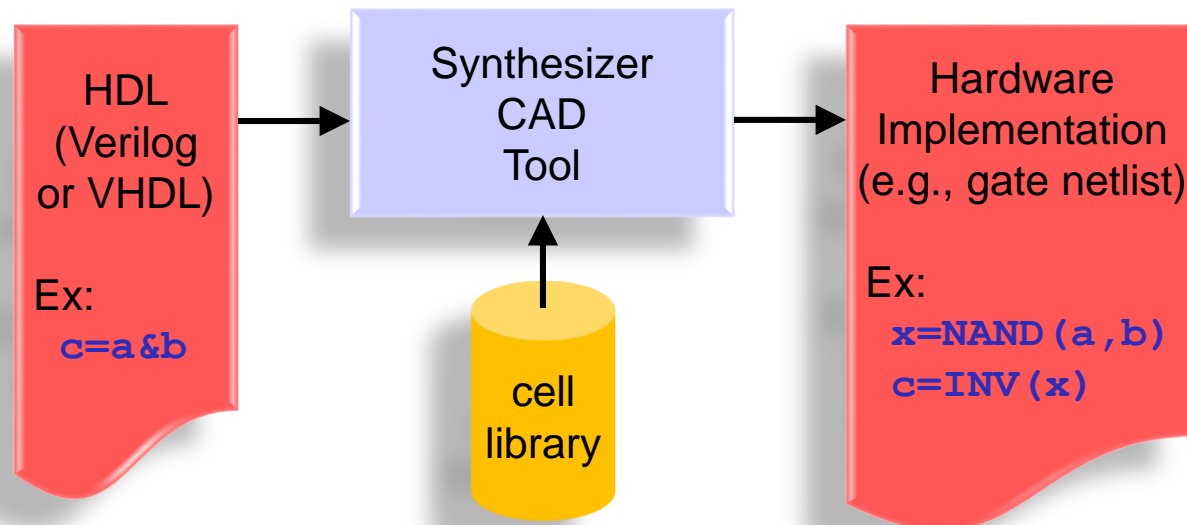 HDL
(Verilog
or VHDL)
Ex:
c=a&b
Synthesizer
CAD
Tool
cell
library
Hardware
Implementation
(e.g., gate netlist)
Ex:
x=NAND(a,b)
c=INV(x)